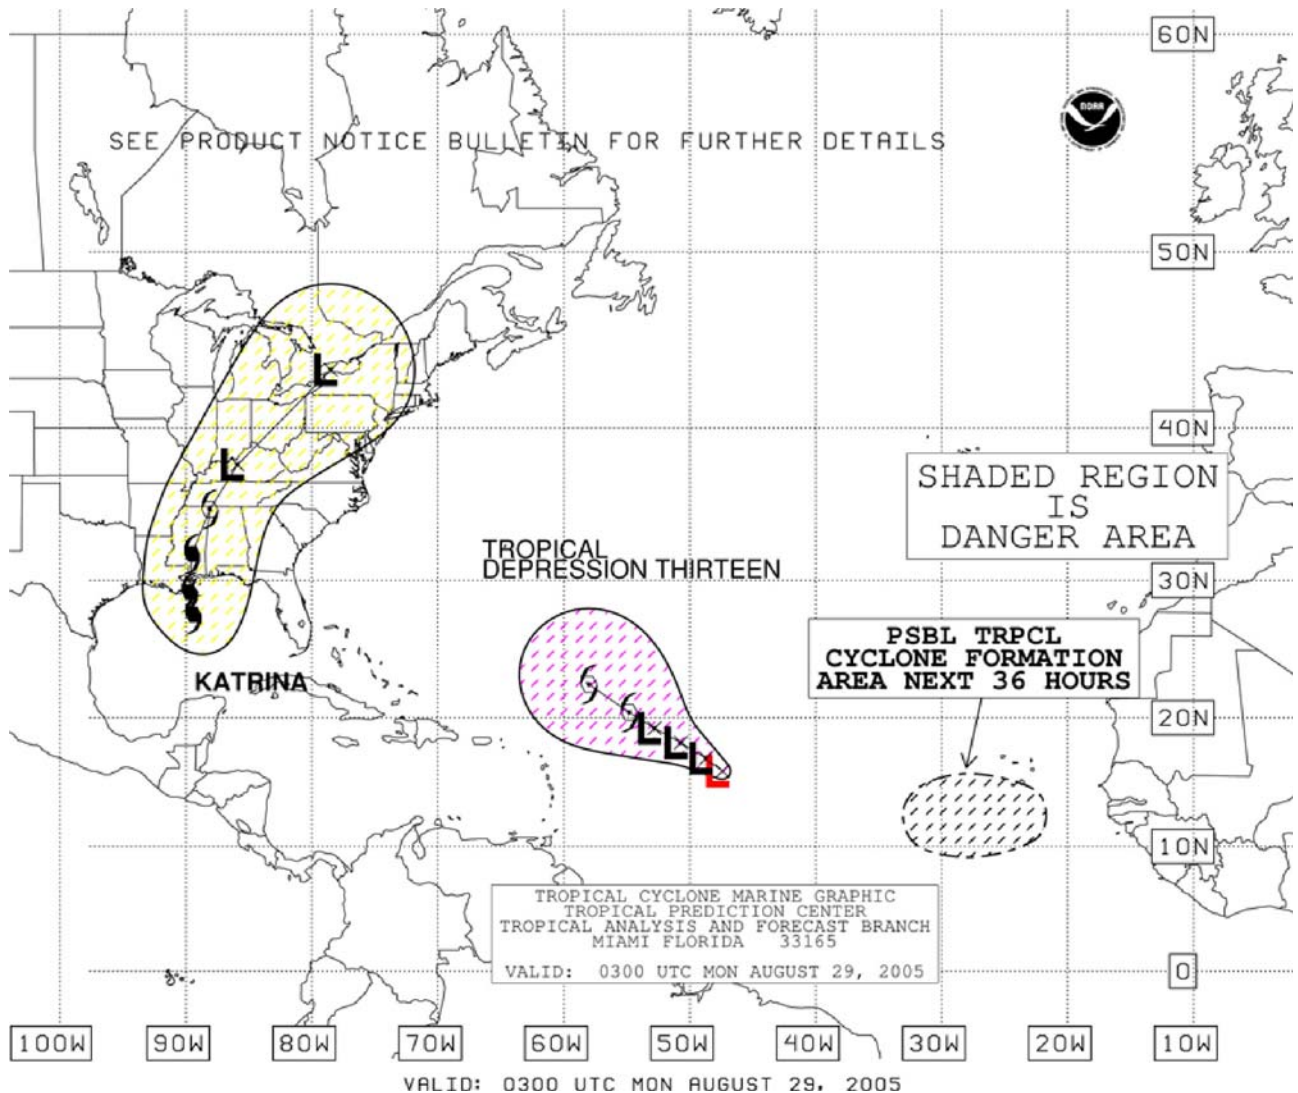 60N
NOAA
SEE PRODUCT NOTICE BULLETIN FOR FURTHER DETAILS
50N
40N
SHADED REGION
IS
DANGER AREA
TROPICAL
DEPRESSION THIRTEEN
30N
PSBL TRPCL
CYCLONE FORMATION
AREA NEXT 36 HOURS
KATRINA
20N
10N
TROPICAL CYCLONE MARINE GRAPHIC
TROPICAL PREDICTION CENTER
TROPICAL ANALYSIS AND FORECAST BRANCH
MIAMI FLORIDA 33165
VALID: 0300 UTC MON AUGUST 29, 2005
0
100W 90W 80W 70W 60W 50W 40W 30W 20W 10W
VALID: 0300 UTC MON AUGUST 29, 2005
L
L
L
L
L
L